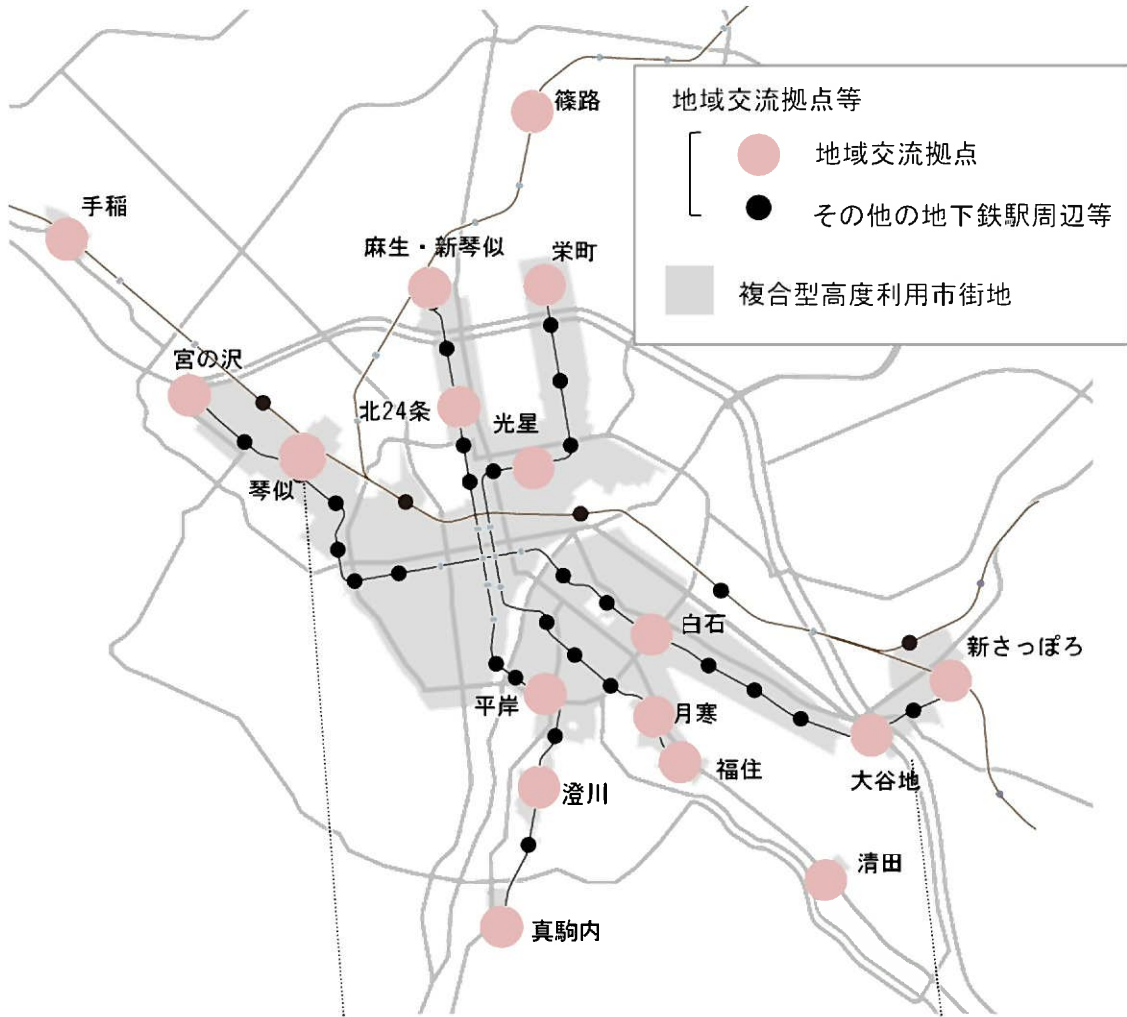 地域交流拠点等
地域交流拠点
その他の地下鉄駅周辺等
複合型高度利用市街地
篠路
手稲
麻生・新琴似
栄町
宮の沢
北24条
光星
琴似
白石
新さっぽろ
平岸
月寒
福住
大谷地
澄川
清田
真駒内